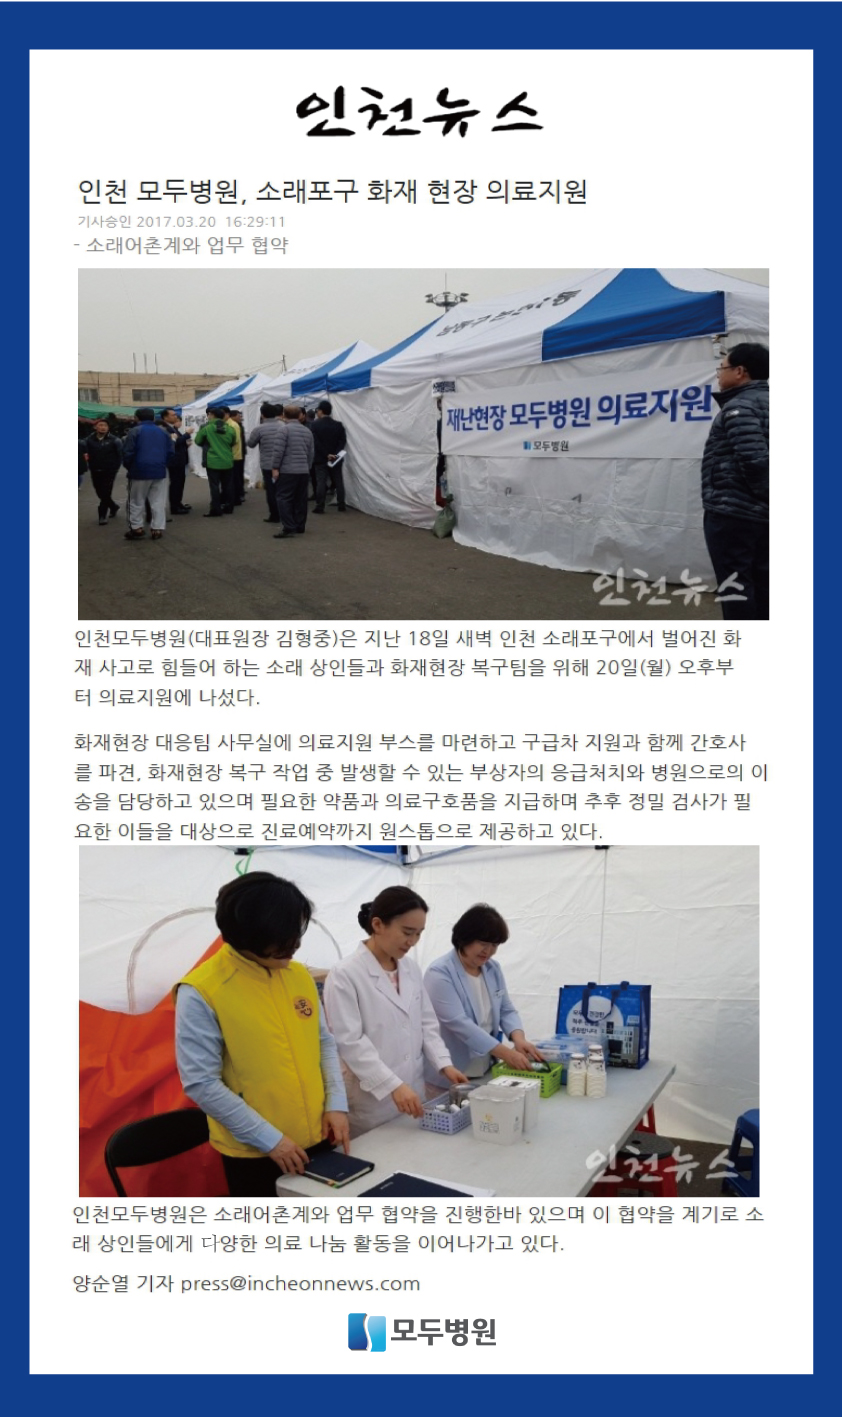 인천뉴스
인천 모두병원, 소래포구 화재 현장 의료지원
기사승인 2017.03.20 16:29:11
- 소래어촌계와 업무 협약
재난현장 모두병원 의료지원
모두병원
인천뉴스
인천모두병원(대표원장 김형중)은 지난 18일 새벽 인천 소래포구에서 벌어진 화
재 사고로 힘들어 하는 소래 상인들과 화재현장 복구팀을 위해 20일(월) 오후부
터 의료지원에 나섰다.
화재현장 대응팀 사무실에 의료지원 부스를 마련하고 구급차 지원과 함께 간호사
를 파견, 화재현장 복구 작업 중 발생할 수 있는 부상자의 응급처치와 병원으로의 이
송을 담당하고 있으며 필요한 약품과 의료구호품을 지급하며 추후 정밀 검사가 필
요한 이들을 대상으로 진료예약까지 원스톱으로 제공하고 있다.
인천뉴스
인천모두병원은 소래어촌계와 업무 협약을 진행한바 있으며 이 협약을 계기로 소
래 상인들에게 다양한 의료 나눔 활동을 이어나가고 있다.
양순열 기자 press@incheonnews.com
모두병원